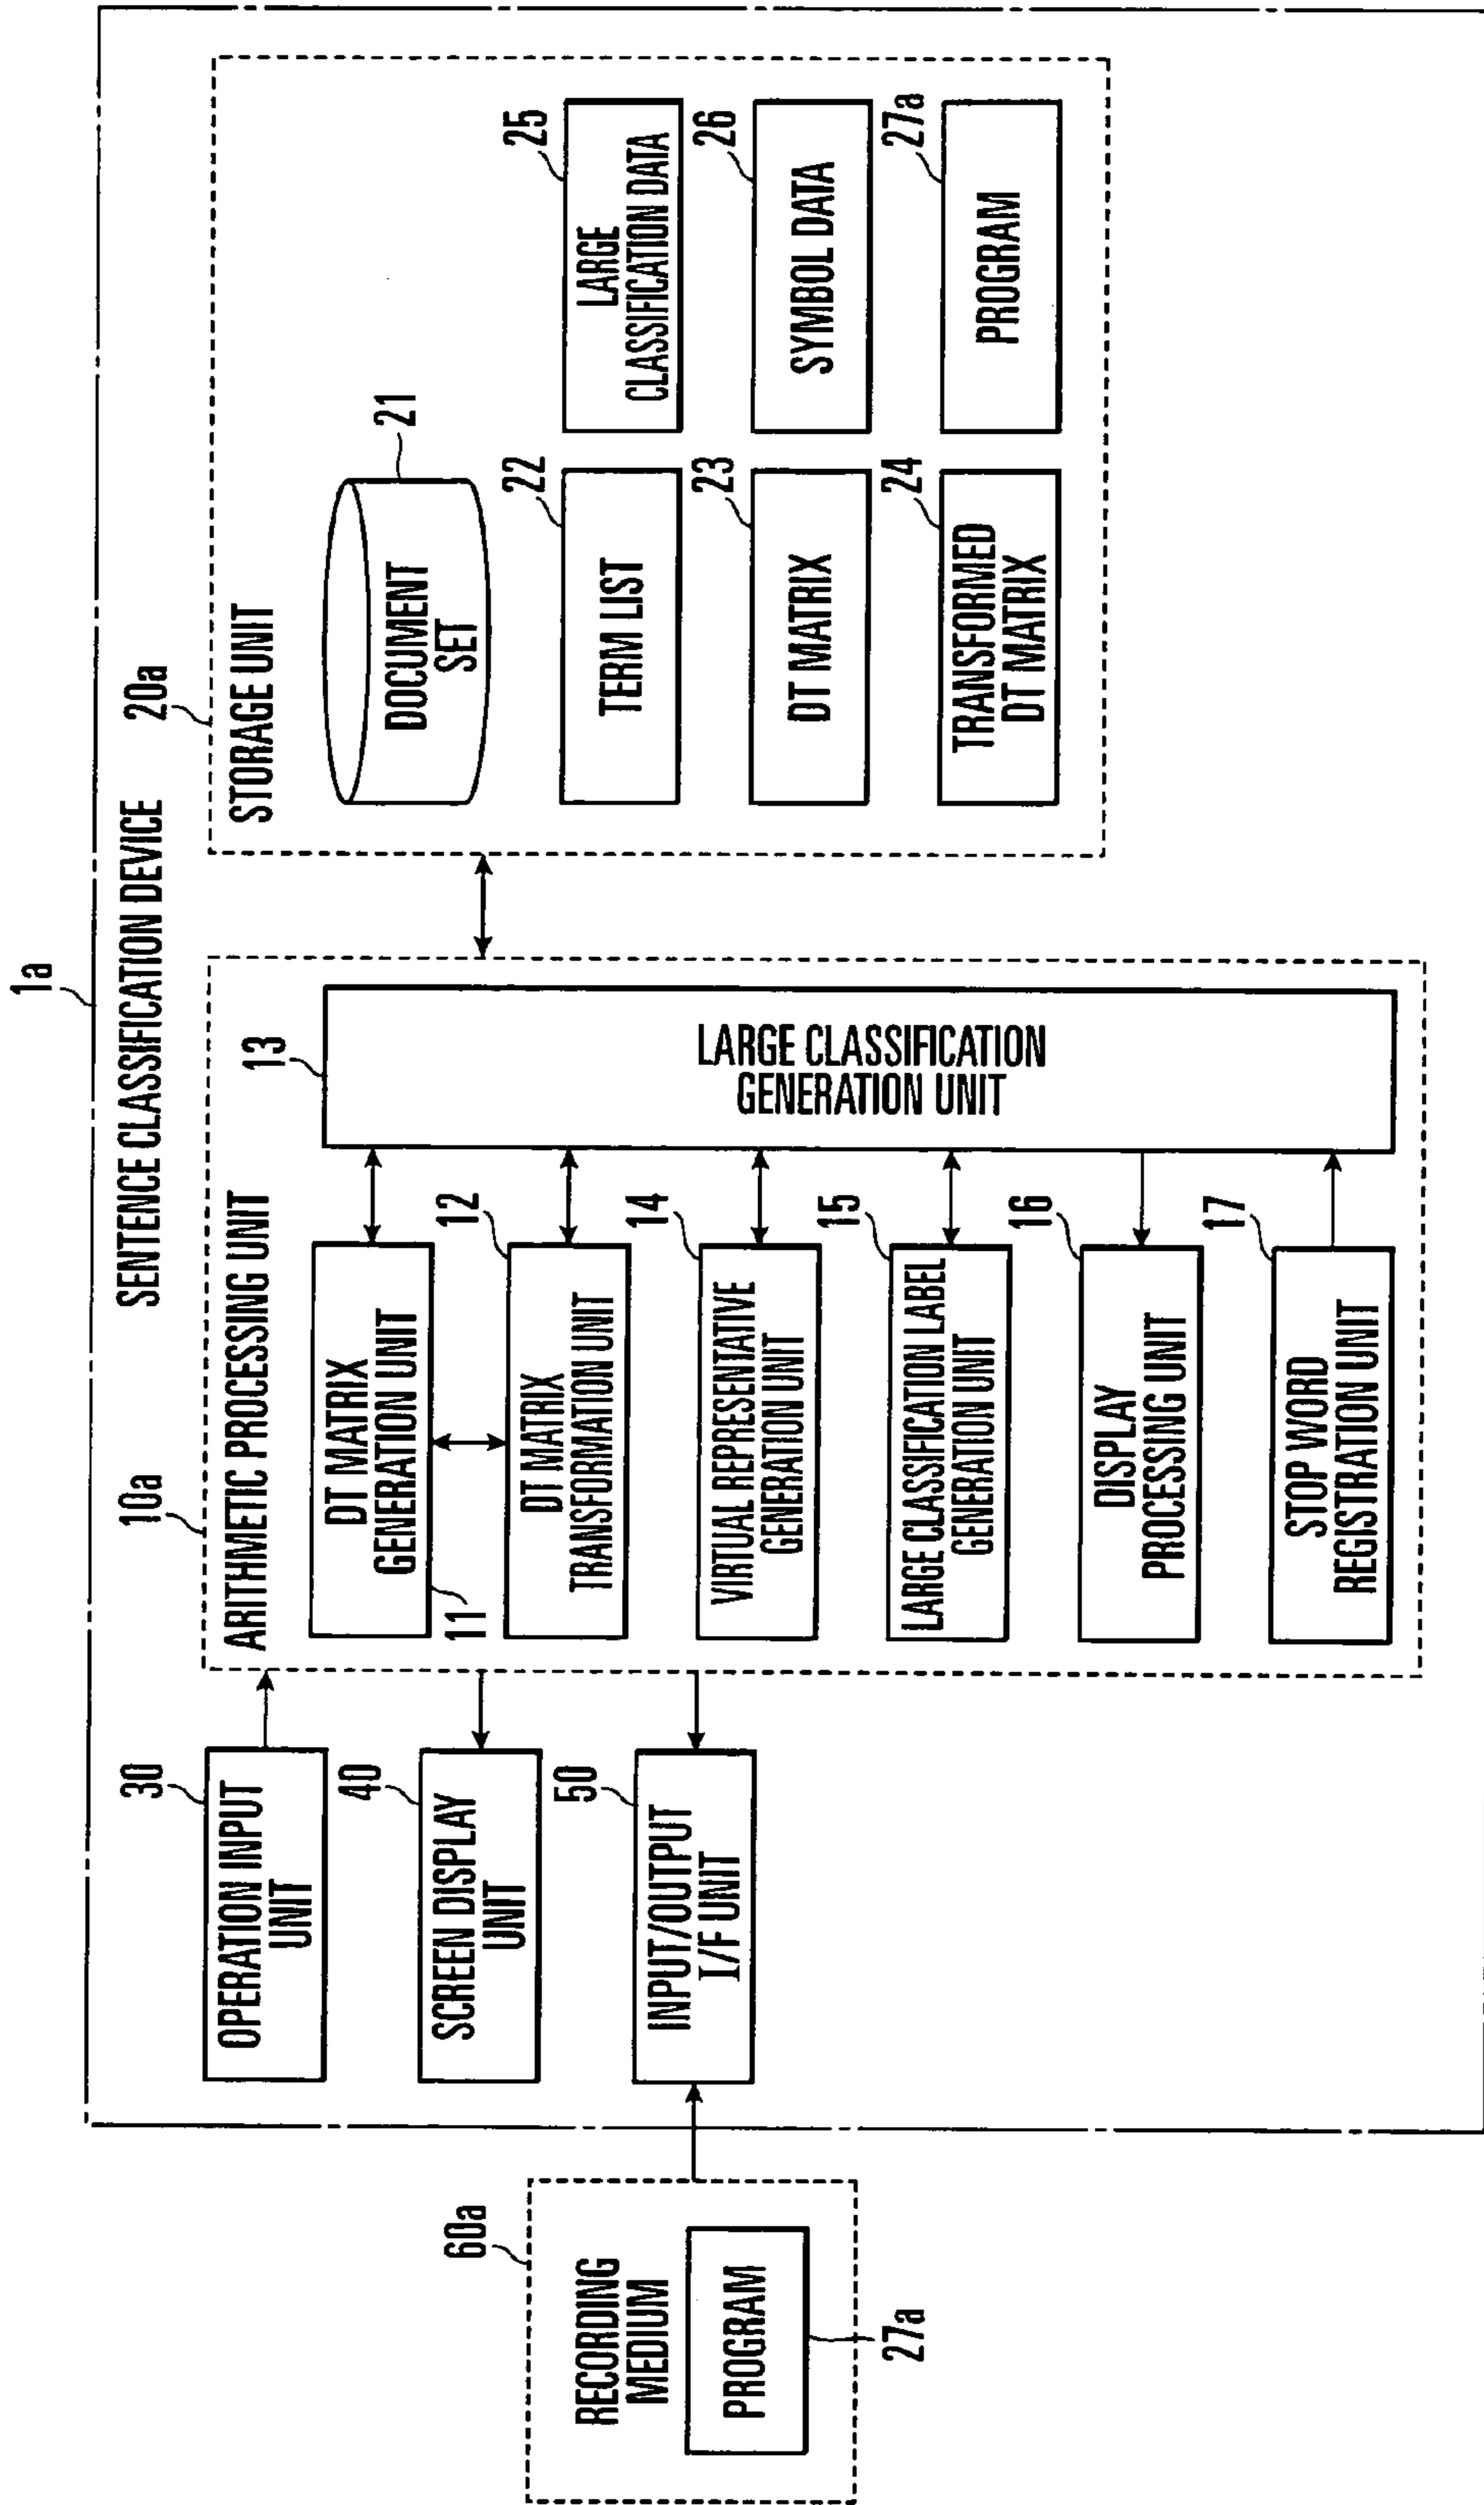 1a
SENTENCE CLASSIFICATION DEVICE
30
OPERATION INPUT
UNIT
40
SCREEN DISPLAY
UNIT
50
INPUT/OUTPUT
I/F UNIT
60a
RECORDING
MEDIUM
PROGRAM
27a
10a
ARITHMETIC PROCESSING UNIT
DT MATRIX
GENERATION UNIT
11
12
DT MATRIX
TRANSFORMATION UNIT
14
VIRTUAL REPRESENTATIVE
GENERATION UNIT
15
LARGE CLASSIFICATION LABEL
GENERATION UNIT
16
DISPLAY
PROCESSING UNIT
17
STOP WORD
REGISTRATION UNIT
13
LARGE CLASSIFICATION
GENERATION UNIT
20a
STORAGE UNIT
21
DOCUMENT
SET
22
TERM LIST
23
DT MATRIX
24
TRANSFORMED
DT MATRIX
25
LARGE
CLASSIFICATION DATA
26
SYMBOL DATA
27a
PROGRAM